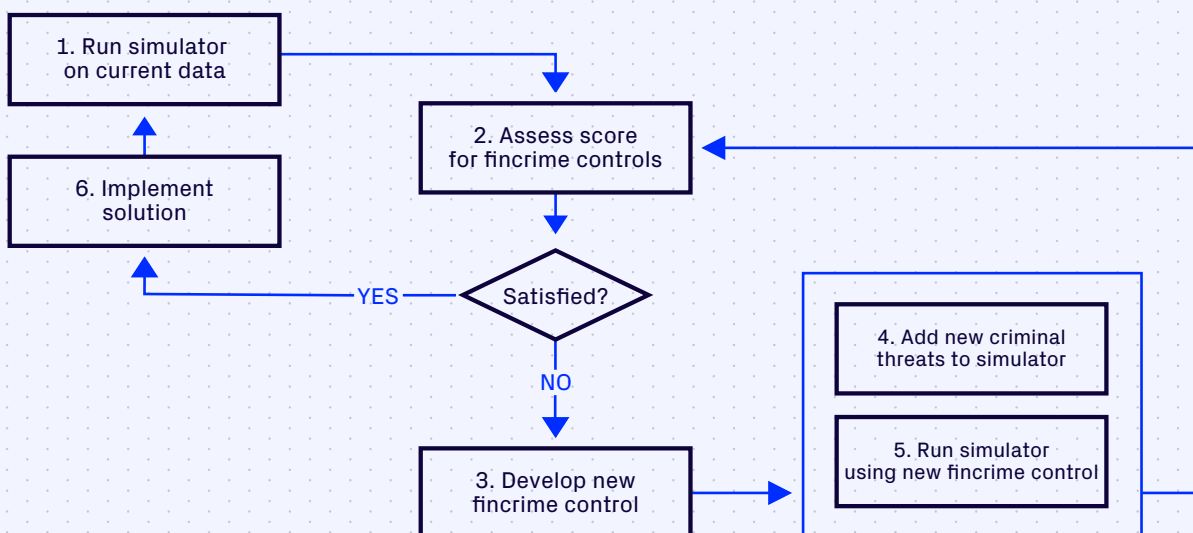 1. Run simulator
on current data
2. Assess score
for fincrime controls
6. Implement
solution
YES
Satisfied?
NO
4. Add new criminal
threats to simulator
5. Run simulator
using new fincrime control
3. Develop new
fincrime control